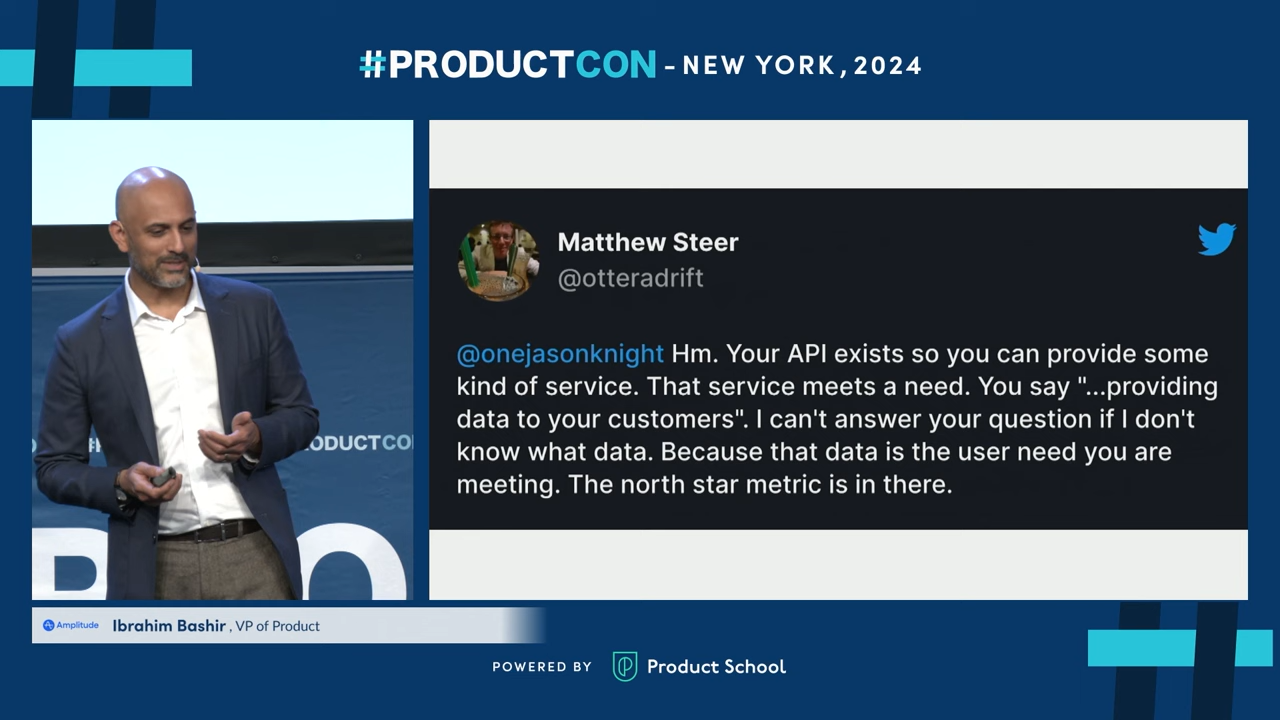 #PRODUCTCON - NEW YORK, 2024
Matthew Steer
@otteradrift
@onejasonknight Hm. Your API exists so you can provide some
kind of service. That service meets a need. You say "...providing
data to your customers". I can't answer your question if I don't
know what data. Because that data is the user need you are
meeting. The north star metric is in there.
ODUCTCO
Amplitude Ibrahim Bashir , VP of Product
POWERED BY Product School